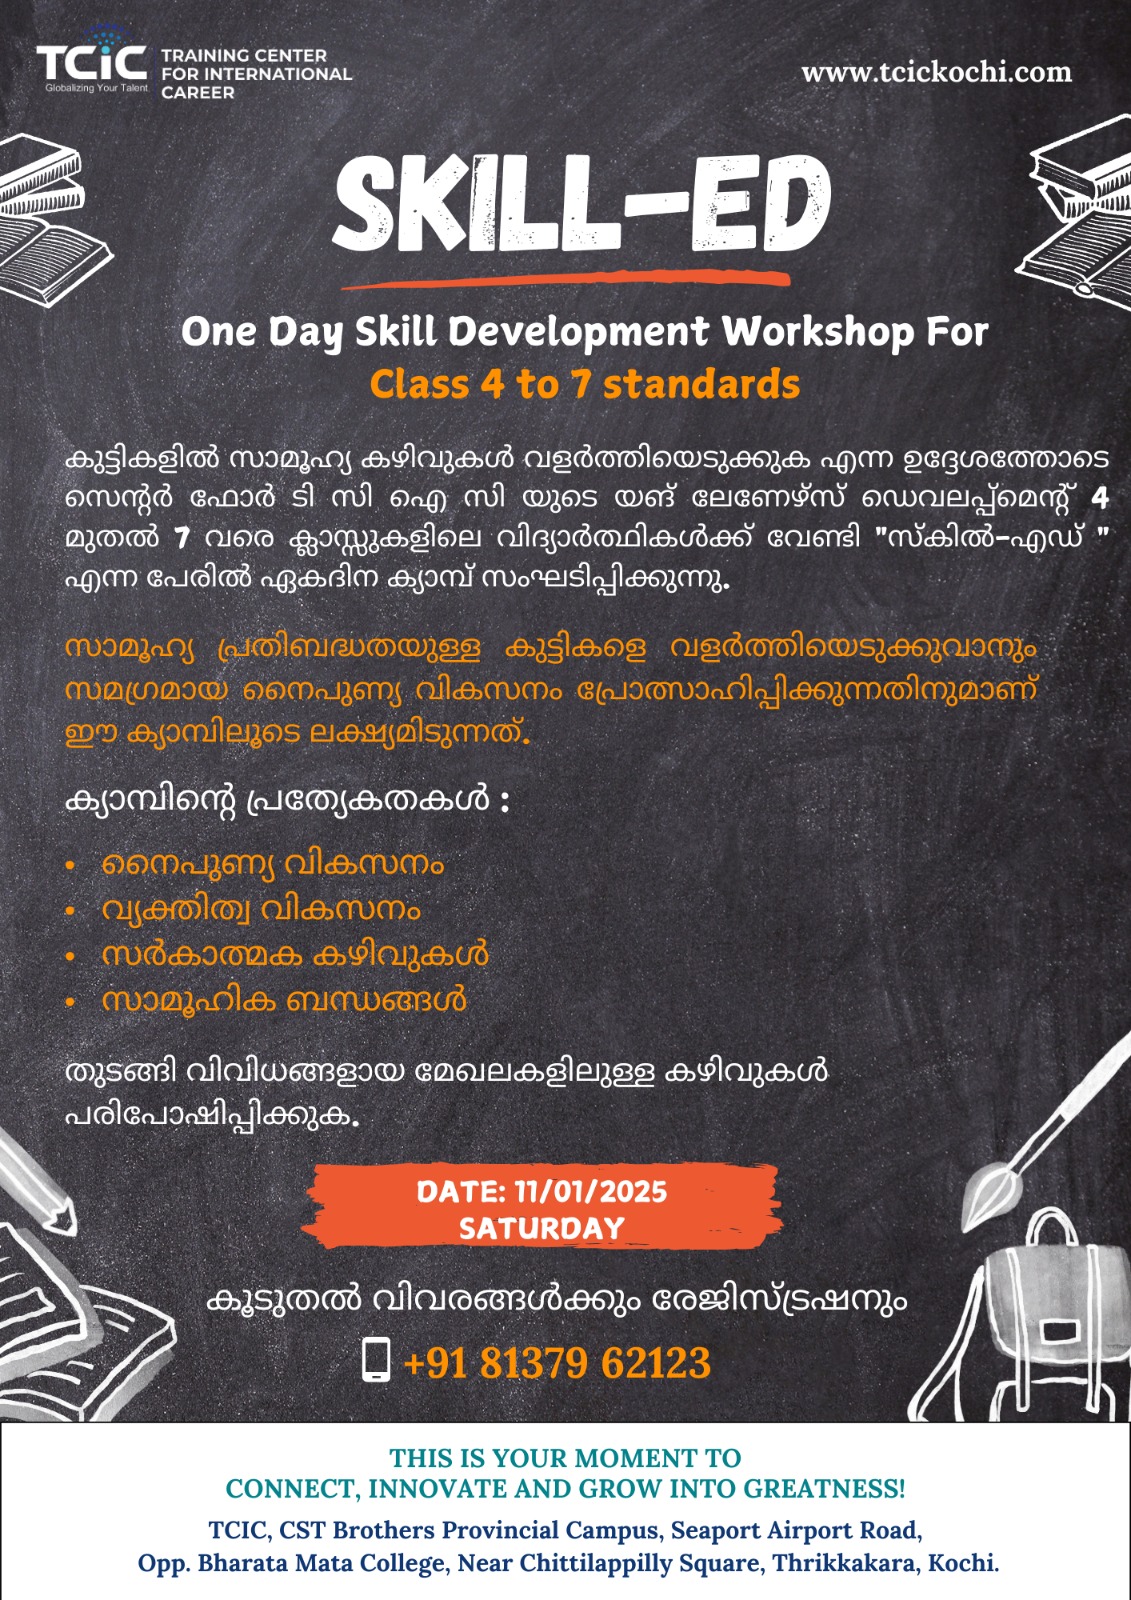 TCiC
Globalizing Your Talent
TRAINING CENTER
FOR INTERNATIONAL
CAREER
www.tcickochi.com
SKILL-ED
One Day Skill Development Workshop For
Class 4 to 7 standards
കുട്ടികളിൽ സാമൂഹ്യ കഴിവുകൾ വളർത്തിയെടുക്കുക എന്ന ഉദ്ദേശത്തോടെ
സെന്റർ ഫോർ ടി സി ഐ സി യുടെ യങ് ലേണേഴ്സ് ഡെവലപ്പ്മെന്റ് 4
മുതൽ 7 വരെ ക്ലാസ്സുകളിലെ വിദ്യാർത്ഥികൾക്ക് വേണ്ടി "സ്കിൽ-എഡ് "
എന്ന പേരിൽ ഏകദിന ക്യാമ്പ് സംഘടിപ്പിക്കുന്നു.
സാമൂഹ്യ പ്രതിബദ്ധതയുള്ള കുട്ടികളെ വളർത്തിയെടുക്കുവാനും
സമഗ്രമായ നൈപുണ്യ വികസനം പ്രോത്സാഹിപ്പിക്കുന്നതിനുമാണ്
ഈ ക്യാമ്പിലൂടെ ലക്ഷ്യമിടുന്നത്.
ക്യാമ്പിന്റെ പ്രത്യേകതകൾ :
• നൈപുണ്യ വികസനം
• വ്യക്തിത്വ വികസനം
• സർകാത്മക കഴിവുകൾ
• സാമൂഹിക ബന്ധങ്ങൾ
തുടങ്ങി വിവിധങ്ങളായ മേഖലകളിലുള്ള കഴിവുകൾ
പരിപോഷിപ്പിക്കുക.
DATE: 11/01/2025
SATURDAY
കൂടുതൽ വിവരങ്ങൾക്കും രേജിസ്ട്രഷനും
+91 81379 62123
THIS IS YOUR MOMENT TO
CONNECT, INNOVATE AND GROW INTO GREATNESS!
TCIC, CST Brothers Provincial Campus, Seaport Airport Road,
Opp. Bharata Mata College, Near Chittilappilly Square, Thrikkakara, Kochi.